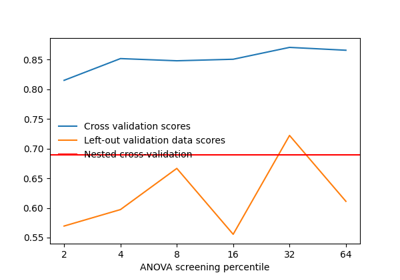 0.85
0.80
0.75
0.70
0.65
0.60
0.55
Cross validation scores
Left-out validation data scores
Nested cross-validation
2 4 8 16 32 64
ANOVA screening percentile